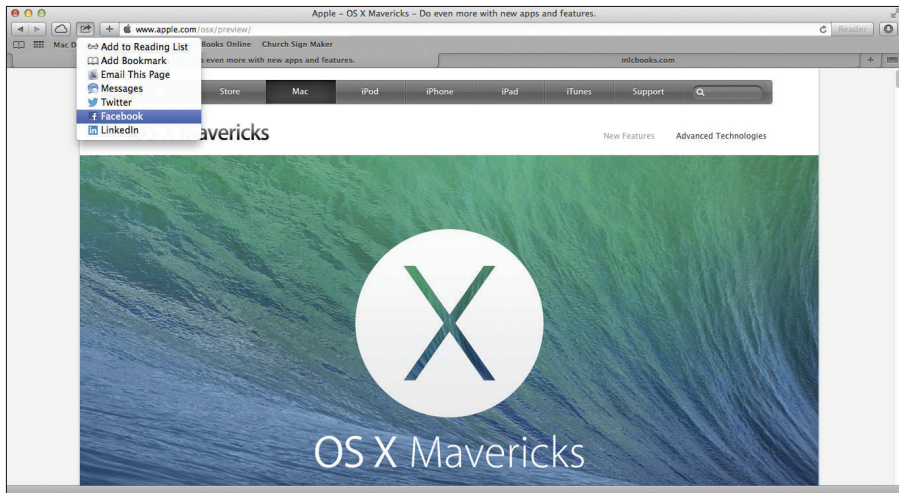 Apple – OS X Mavericks – Do even more with new apps and features.
www.apple.com/osx/preview/
Reader
Mac D
Books Online
Church Sign Maker
even more with new apps and features.
mlcbooks.com
Add to Reading List
Add Bookmark
Email This Page
Messages
Twitter
Facebook
LinkedIn
Store
Mac
iPod
iPhone
iPad
iTunes
Support
avericks
New Features
Advanced Technologies
X
OS X Mavericks